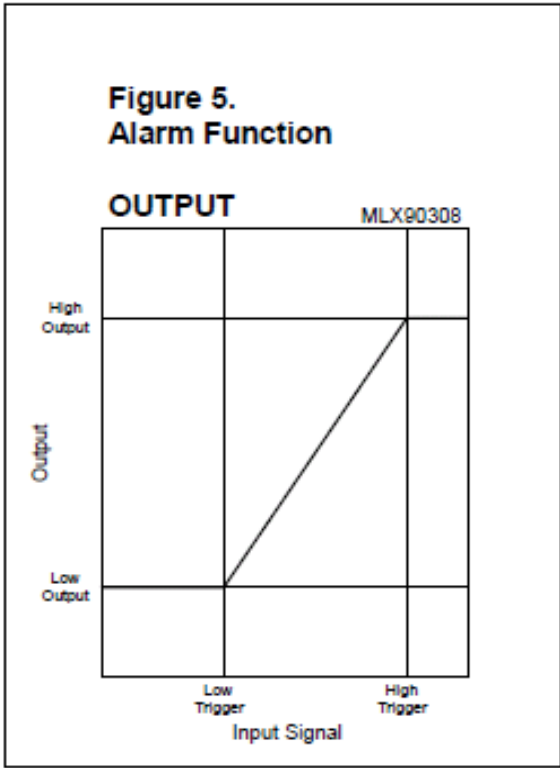 Figure 5.
Alarm Function
OUTPUT
MLX90308
High
Output
Output
Low
Output
Low
Trigger
High
Trigger
Input Signal